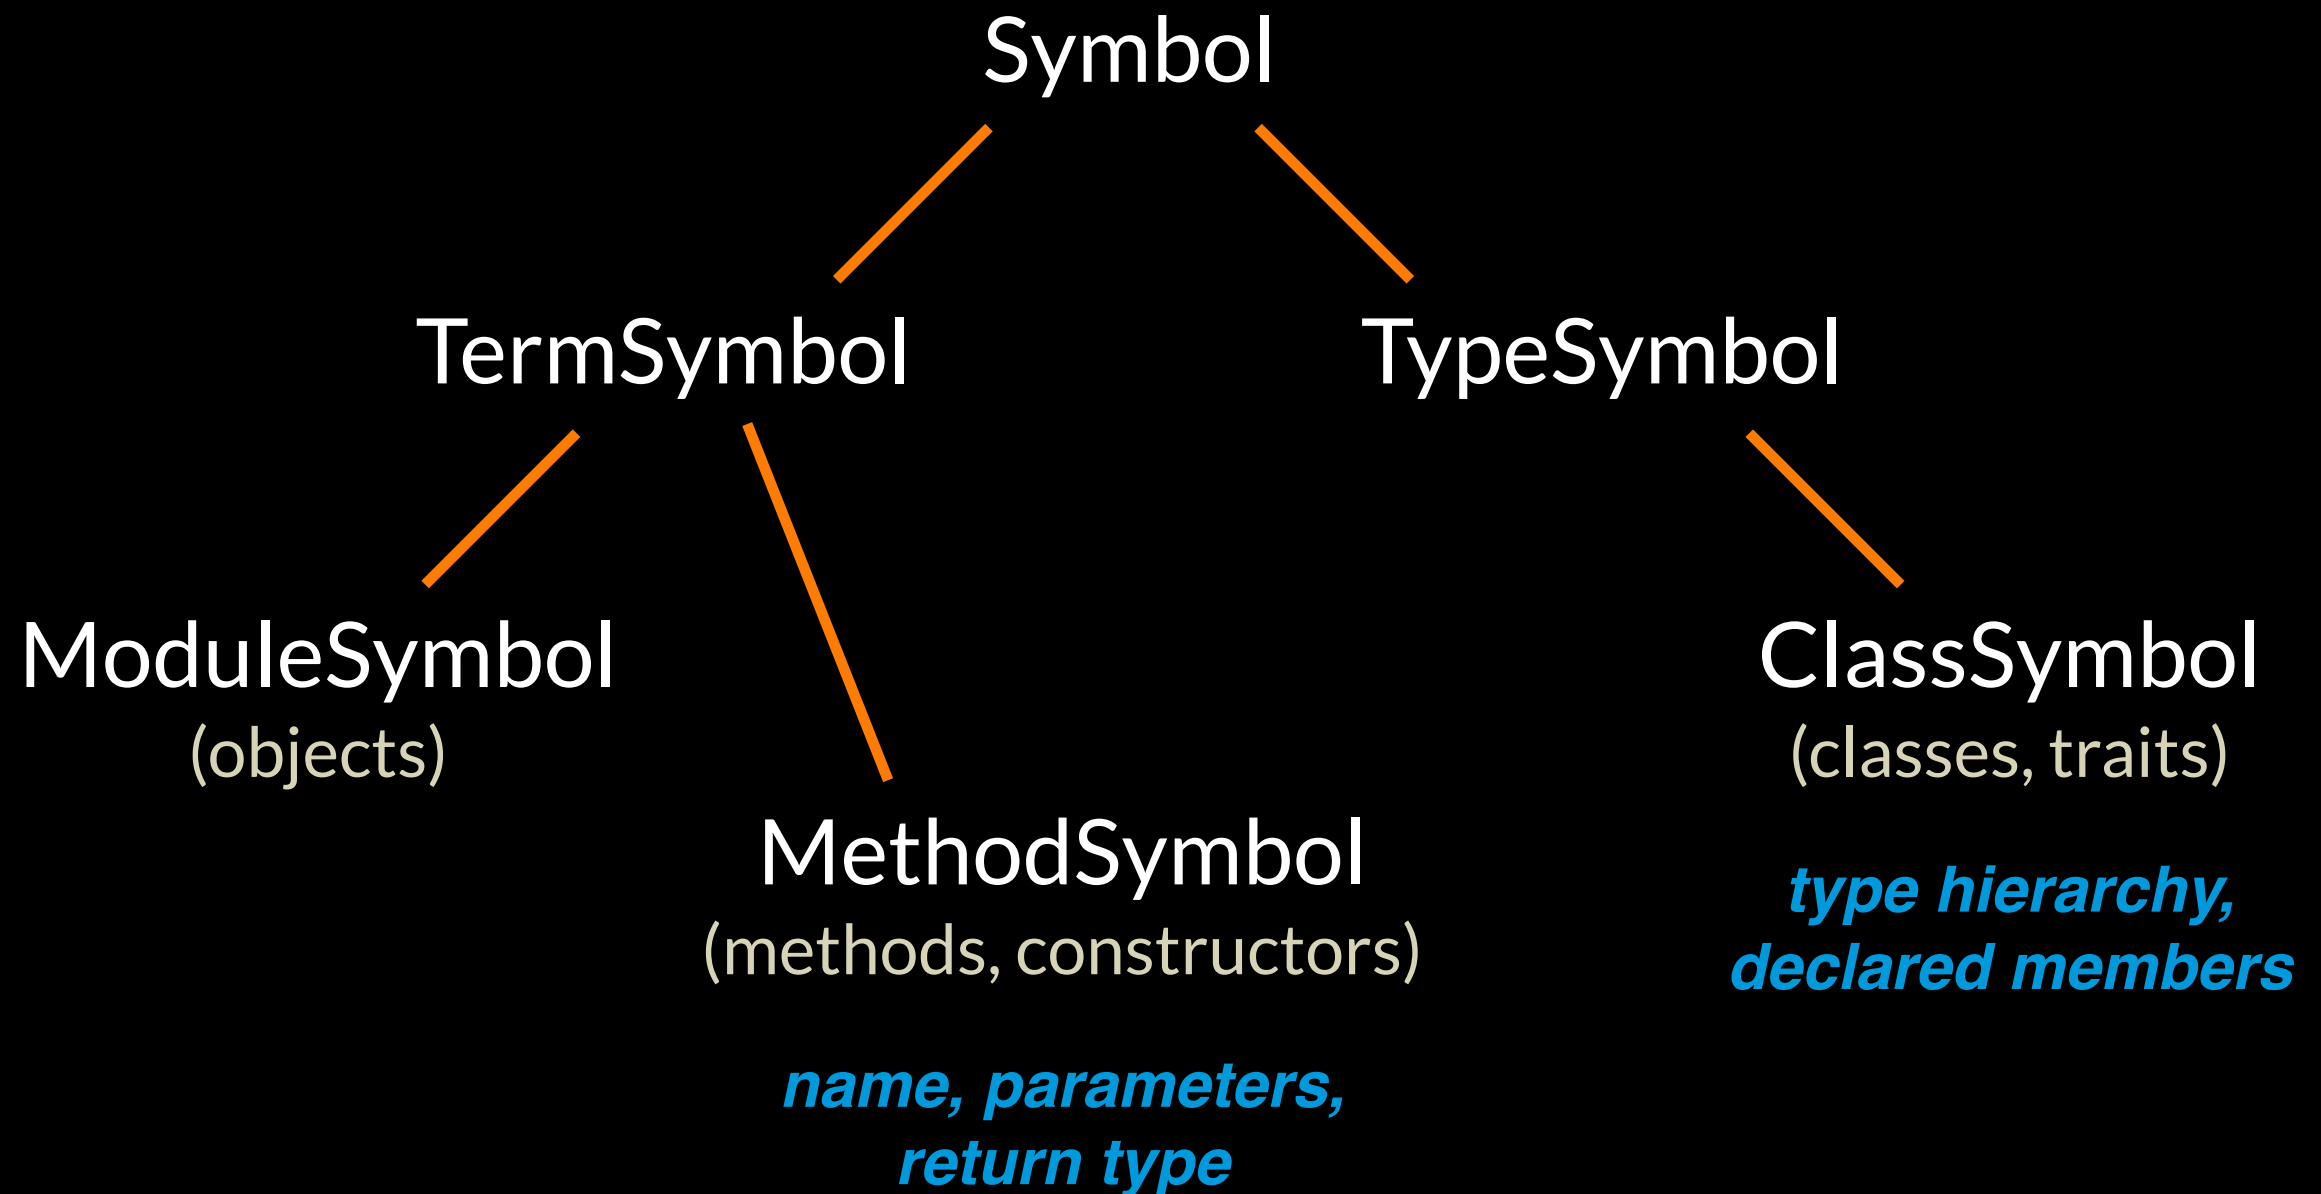 Symbol
TermSymbol
TypeSymbol
ModuleSymbol
(objects)
MethodSymbol
(methods, constructors)
name, parameters,
return type
ClassSymbol
(classes, traits)
type hierarchy,
declared members